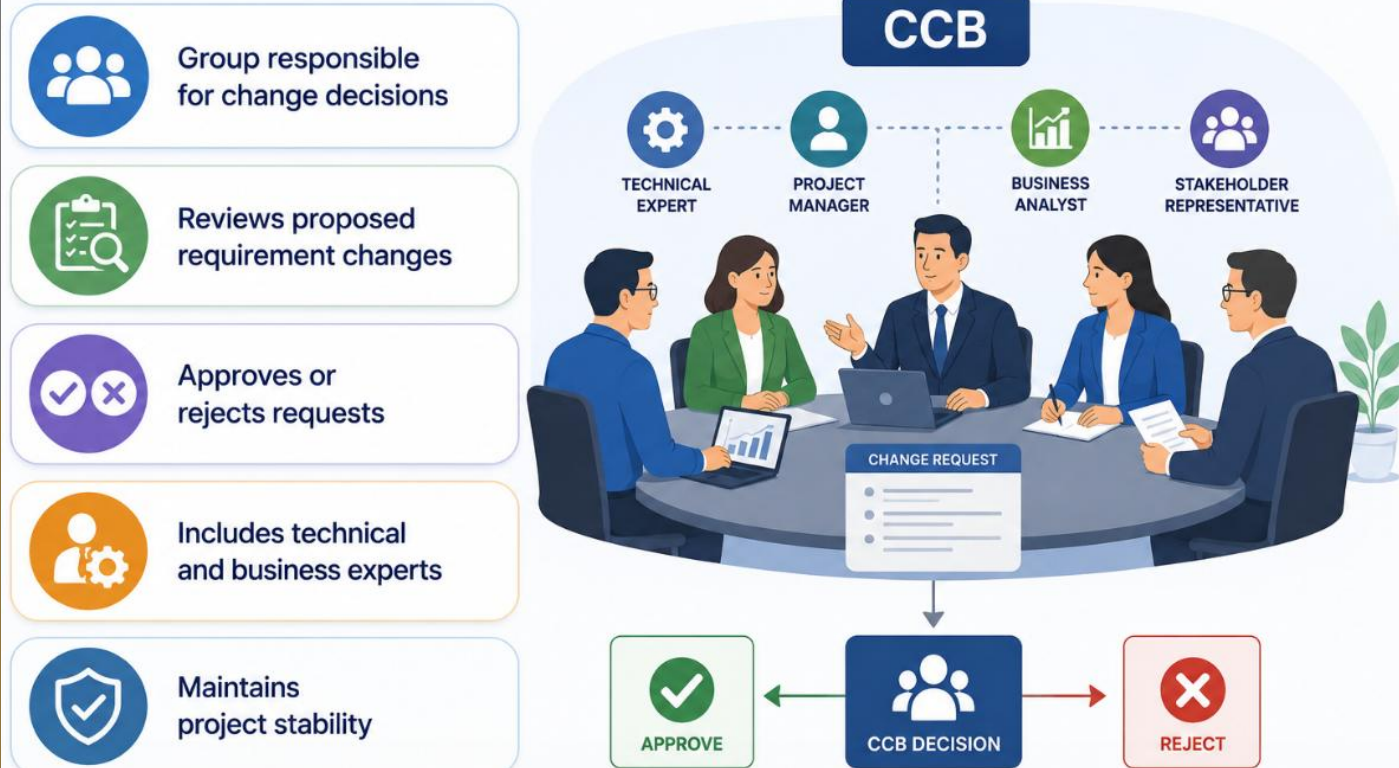 Group responsible
for change decisions
Reviews proposed
requirement changes
Approves or
rejects requests
Includes technical
and business experts
Maintains
project stability
CCB
TECHNICAL
EXPERT
PROJECT
MANAGER
BUSINESS
ANALYST
STAKEHOLDER
REPRESENTATIVE
CHANGE REQUEST
APPROVE
CCB DECISION
REJECT